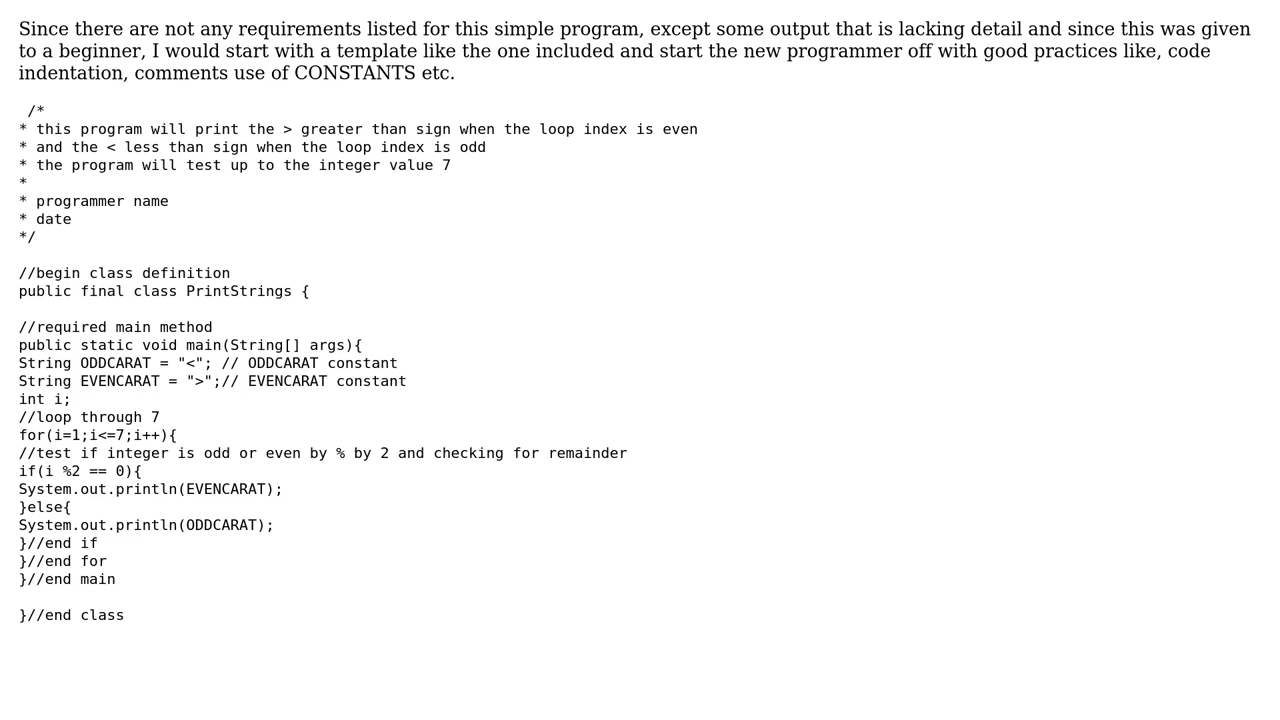 Since there are not any requirements listed for this simple program, except some output that is lacking detail and since this was given
to a beginner, I would start with a template like the one included and start the new programmer off with good practices like, code
indentation, comments use of CONSTANTS etc.
/*
* this program will print the > greater than sign when the loop index is even
* and the < less than sign when the loop index is odd
* the program will test up to the integer value 7
*
* programmer name
* date
*/
//begin class definition
public final class PrintStrings {
//required main method
public static void main(String[] args){
String ODDCARAT = "<"; // ODDCARAT constant
String EVENCARAT = ">";// EVENCARAT constant
int i;
//loop through 7
for(i=1;i<=7;i++){
//test if integer is odd or even by % by 2 and checking for remainder
if(i %2 == 0){
System.out.println(EVENCARAT);
}else{
System.out.println(ODDCARAT);
}//end if
}//end for
}//end main
}//end class